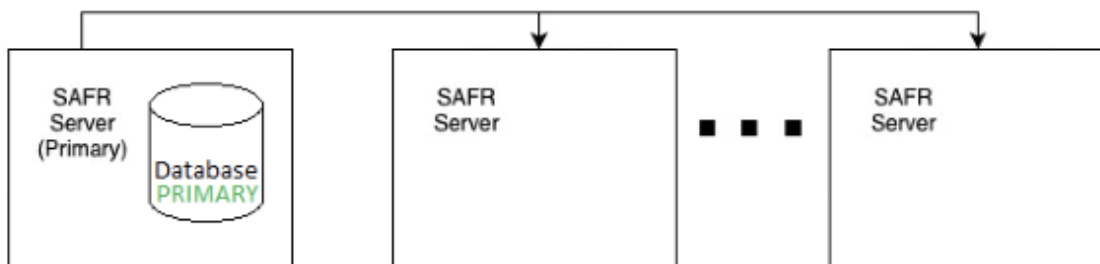 SAFR
Server
(Primary)
Database
PRIMARY
SAFR
Server
SAFR
Server